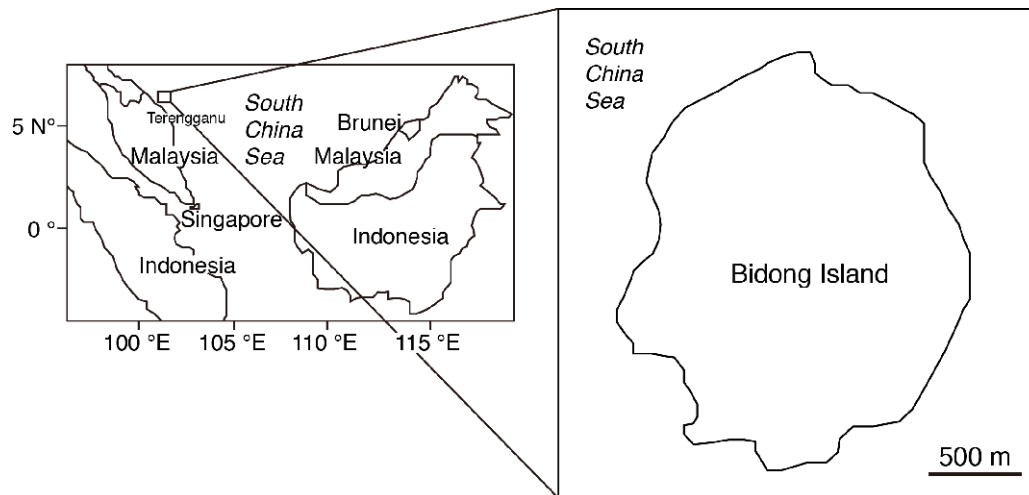 South
China
Sea
Terengganu
5 N°
Malaysia
South
China
Sea
Brunei
Malaysia
Singapore
0 °
Indonesia
Indonesia
100 °E
105 °E
110 °E
115 °E
Bidong Island
500 m